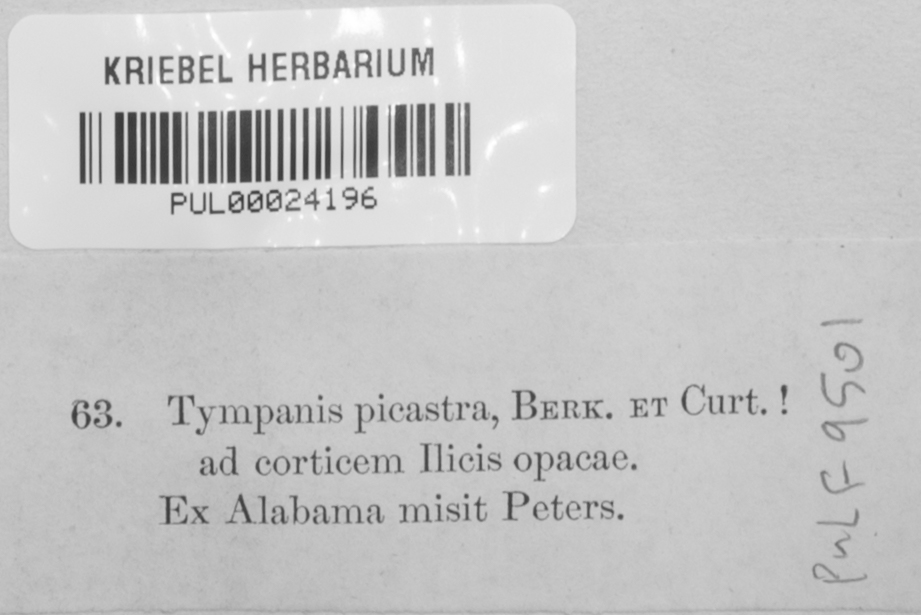 KRIEBEL HERBARIUM
PUL00024196
63. Tympanis picastra, BERK. ET Curt. !
ad corticem Ilicis opacae.
Ex Alabama misit Peters.
PuL F 9501